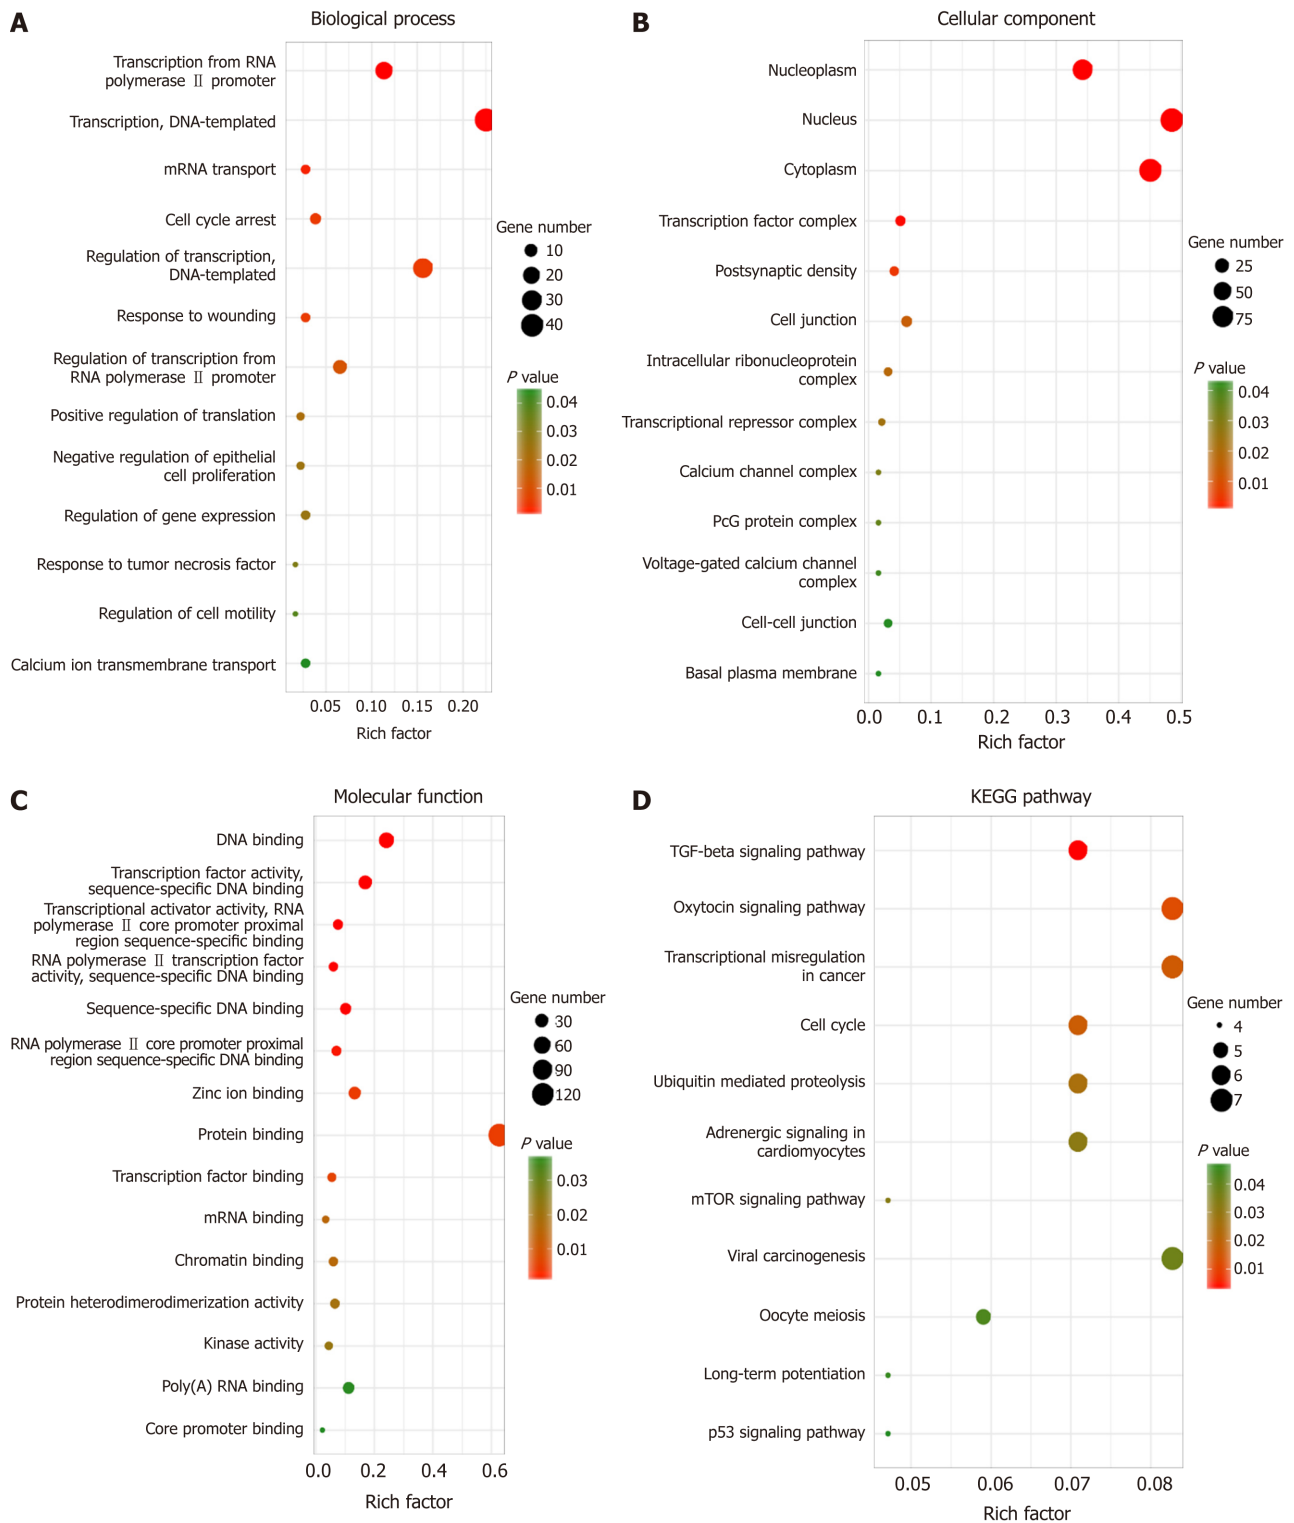 A
Biological process
Transcription from RNA
polymerase Ⅱ promoter
Transcription, DNA-templated
mRNA transport
Cell cycle arrest
Regulation of transcription,
DNA-templated
Response to wounding
Regulation of transcription from
RNA polymerase Ⅱ promoter
Positive regulation of translation
Negative regulation of epithelial
cell proliferation
Regulation of gene expression
Response to tumor necrosis factor
Regulation of cell motility
Calcium ion transmembrane transport
0.05 0.10 0.15 0.20
Rich factor
Gene number
10
20
30
40
P value
0.04
0.03
0.02
0.01
B
Cellular component
Nucleoplasm
Nucleus
Cytoplasm
Transcription factor complex
Postsynaptic density
Cell junction
Intracellular ribonucleoprotein
complex
Transcriptional repressor complex
Calcium channel complex
PcG protein complex
Voltage-gated calcium channel
complex
Cell-cell junction
Basal plasma membrane
0.0 0.1 0.2 0.3 0.4 0.5
Rich factor
Gene number
25
50
75
P value
0.04
0.03
0.02
0.01
C
Molecular function
DNA binding
Transcription factor activity,
sequence-specific DNA binding
Transcriptional activator activity, RNA
polymerase Ⅱ core promoter proximal
region sequence-specific binding
RNA polymerase Ⅱ transcription factor
activity, sequence-specific DNA binding
Sequence-specific DNA binding
RNA polymerase Ⅱ core promoter proximal
region sequence-specific DNA binding
Zinc ion binding
Protein binding
Transcription factor binding
mRNA binding
Chromatin binding
Protein heterodimerodimerization activity
Kinase activity
Poly(A) RNA binding
Core promoter binding
0.0 0.2 0.4 0.6
Rich factor
Gene number
30
60
90
120
P value
0.03
0.02
0.01
D
KEGG pathway
TGF-beta signaling pathway
Oxytocin signaling pathway
Transcriptional misregulation
in cancer
Cell cycle
Ubiquitin mediated proteolysis
Adrenergic signaling in
cardiomyocytes
mTOR signaling pathway
Viral carcinogenesis
Oocyte meiosis
Long-term potentiation
p53 signaling pathway
0.05 0.06 0.07 0.08
Rich factor
Gene number
4
5
6
7
P value
0.04
0.03
0.02
0.01